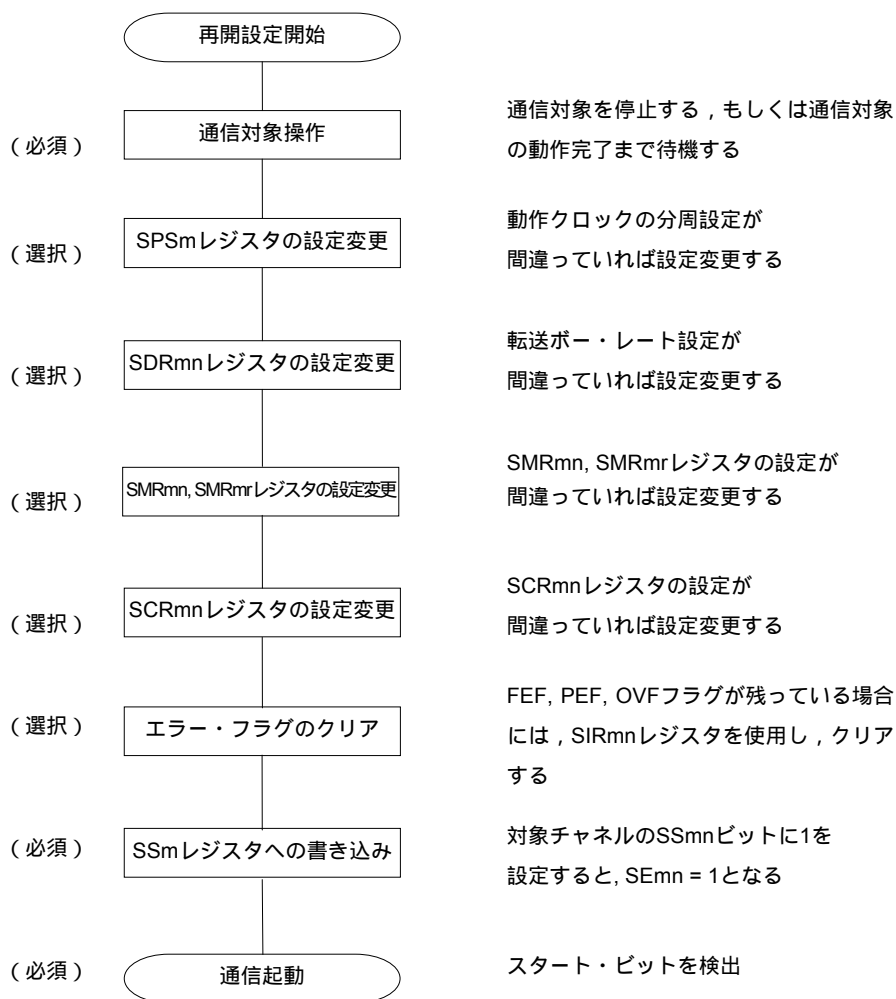 再開設定開始
（必須）
通信対象操作
通信対象を停止する，もしくは通信対象
の動作完了まで待機する
（選択）
SPSmレジスタの設定変更
動作クロックの分周設定が
間違っていれば設定変更する
（選択）
SDRmnレジスタの設定変更
転送ボー・レート設定が
間違っていれば設定変更する
（選択）
SMRmn, SMRmrレジスタの設定変更
SMRmn, SMRmrレジスタの設定が
間違っていれば設定変更する
（選択）
SCRmnレジスタの設定変更
SCRmnレジスタの設定が
間違っていれば設定変更する
（選択）
エラー・フラグのクリア
FEF, PEF, OVFフラグが残っている場合
には，SIRmnレジスタを使用し，クリア
する
（必須）
SSmレジスタへの書き込み
対象チャネルのSSmnビットに1を
設定すると, SEmn = 1となる
（必須）
通信起動
スタート・ビットを検出